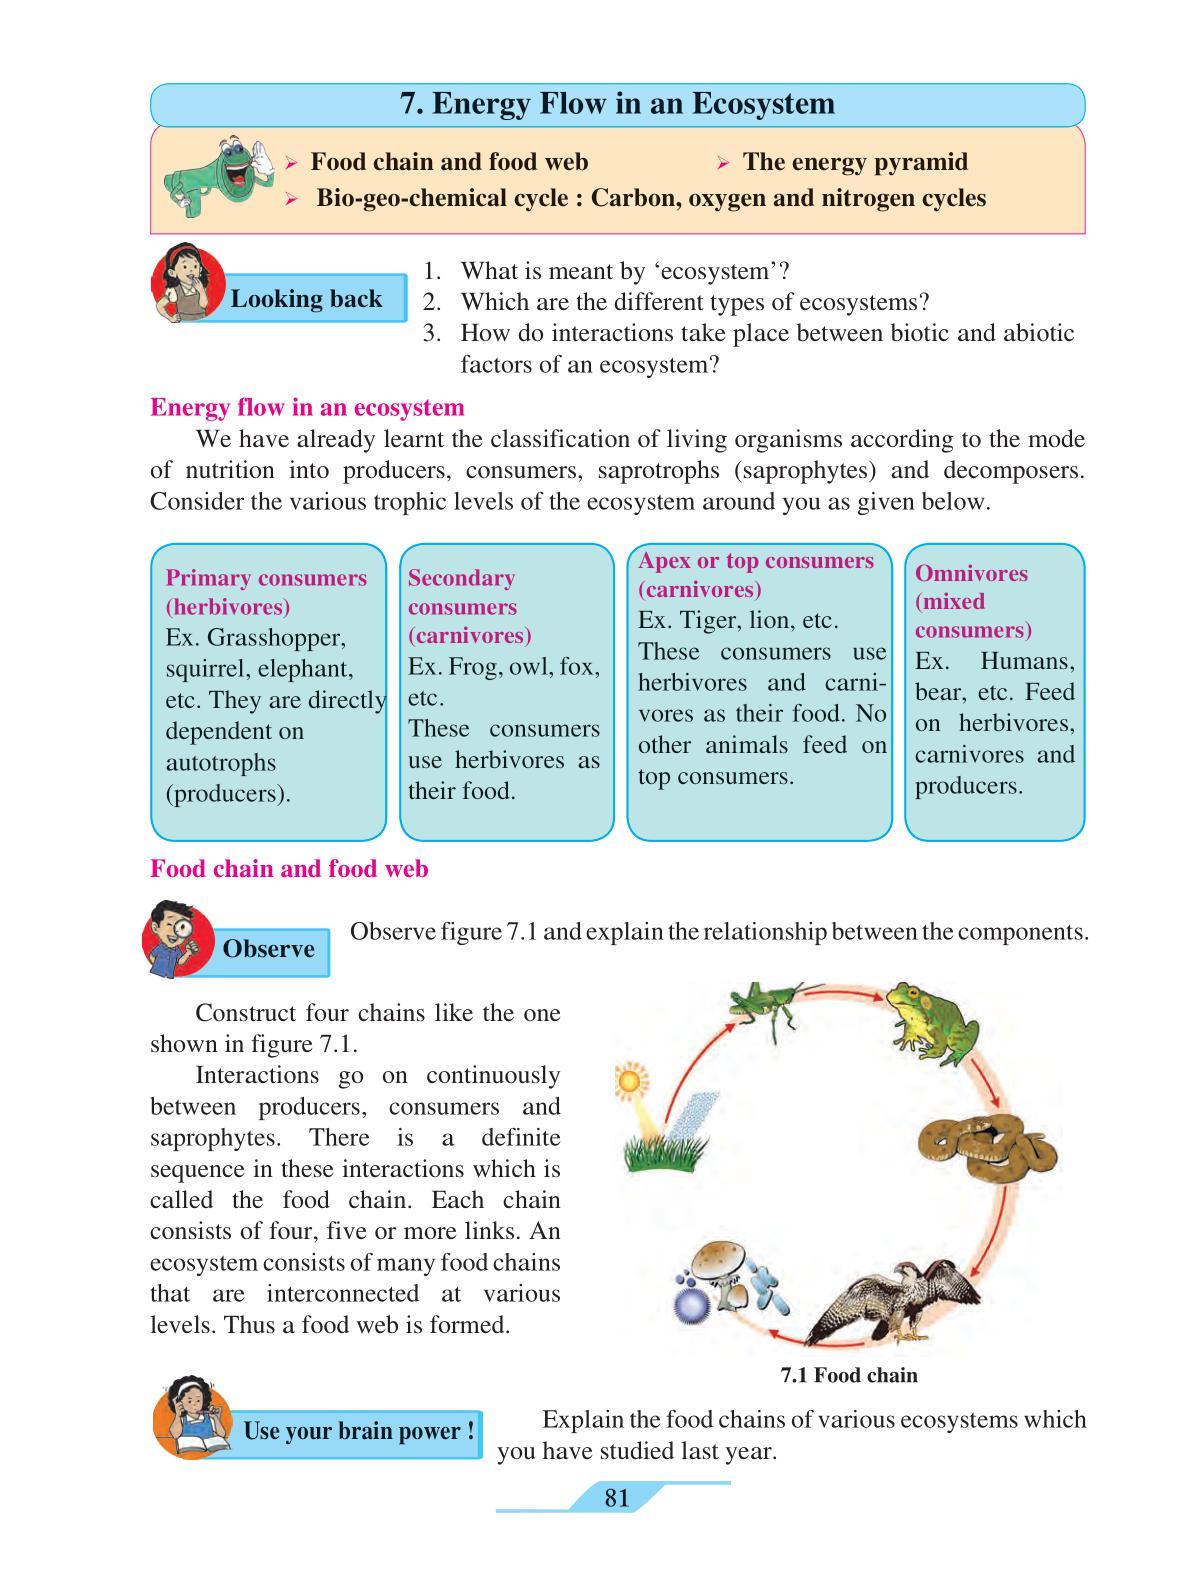 7. Energy Flow in an Ecosystem
➢ Food chain and food web
➢ The energy pyramid
➢ Bio-geo-chemical cycle : Carbon, oxygen and nitrogen cycles
Looking back
1. What is meant by ‘ecosystem’?
2. Which are the different types of ecosystems?
3. How do interactions take place between biotic and abiotic
factors of an ecosystem?
Energy flow in an ecosystem
We have already learnt the classification of living organisms according to the mode
of nutrition into producers, consumers, saprotrophs (saprophytes) and decomposers.
Consider the various trophic levels of the ecosystem around you as given below.
Primary consumers
(herbivores)
Ex. Grasshopper,
squirrel, elephant,
etc. They are directly
dependent on
autotrophs
(producers).
Secondary
consumers
(carnivores)
Ex. Frog, owl, fox,
etc.
These consumers
use herbivores as
their food.
Apex or top consumers
(carnivores)
Ex. Tiger, lion, etc.
These consumers use
herbivores and carni-
vores as their food. No
other animals feed on
top consumers.
Omnivores
(mixed
consumers)
Ex. Humans,
bear, etc. Feed
on herbivores,
carnivores and
producers.
Food chain and food web
Observe
Observe figure 7.1 and explain the relationship between the components.
Construct four chains like the one
shown in figure 7.1.
Interactions go on continuously
between producers, consumers and
saprophytes. There is a definite
sequence in these interactions which is
called the food chain. Each chain
consists of four, five or more links. An
ecosystem consists of many food chains
that are interconnected at various
levels. Thus a food web is formed.
7.1 Food chain
Use your brain power !
Explain the food chains of various ecosystems which
you have studied last year.
81